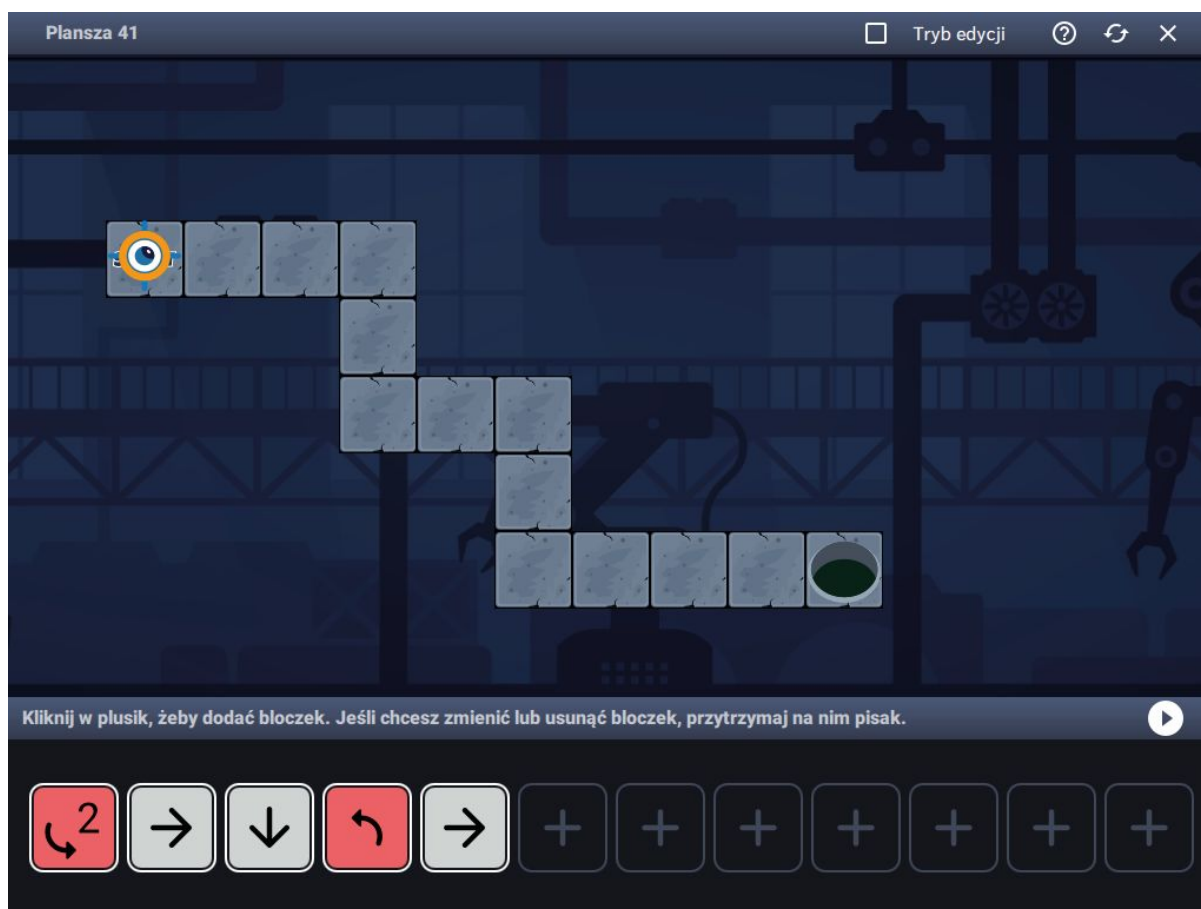 Plansza 41
Tryb edycji
Kliknij w plusik, żeby dodać bloczek. Jeśli chcesz zmienić lub usunąć bloczek, przytrzymaj na nim pisak.
2